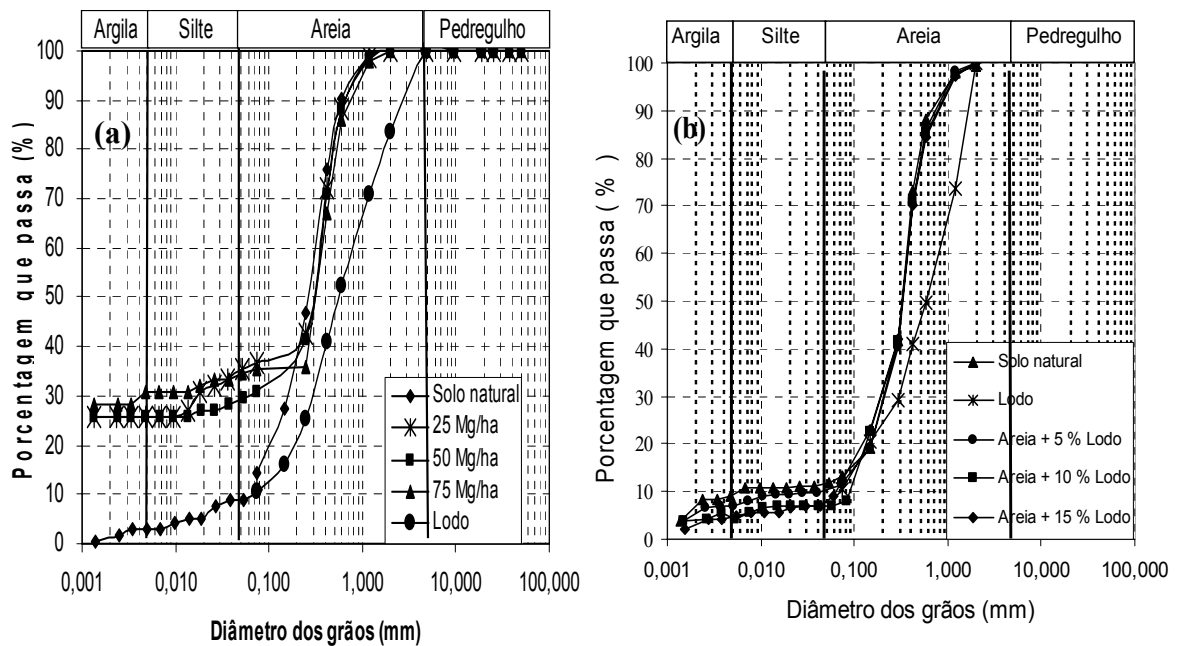 Argila Silte Areia Pedregulho
100
90
80
70
60
50
40
30
20
10
0
Porcentagem que passa (%)
(a)
Solo natural
25 Mg/ha
50 Mg/ha
75 Mg/ha
Lodo
0,001 0,010 0,100 1,000 10,000 100,000
Diâmetro dos grãos (mm)
Argila Silte Areia Pedregulho
100
90
80
70
60
50
40
30
20
10
0
Porcentagem que passa ( % )
(b)
Solo natural
Lodo
Areia + 5 % Lodo
Areia + 10 % Lodo
Areia + 15 % Lodo
0,001 0,010 0,100 1,000 10,000 100,000
Diâmetro dos grãos (mm)